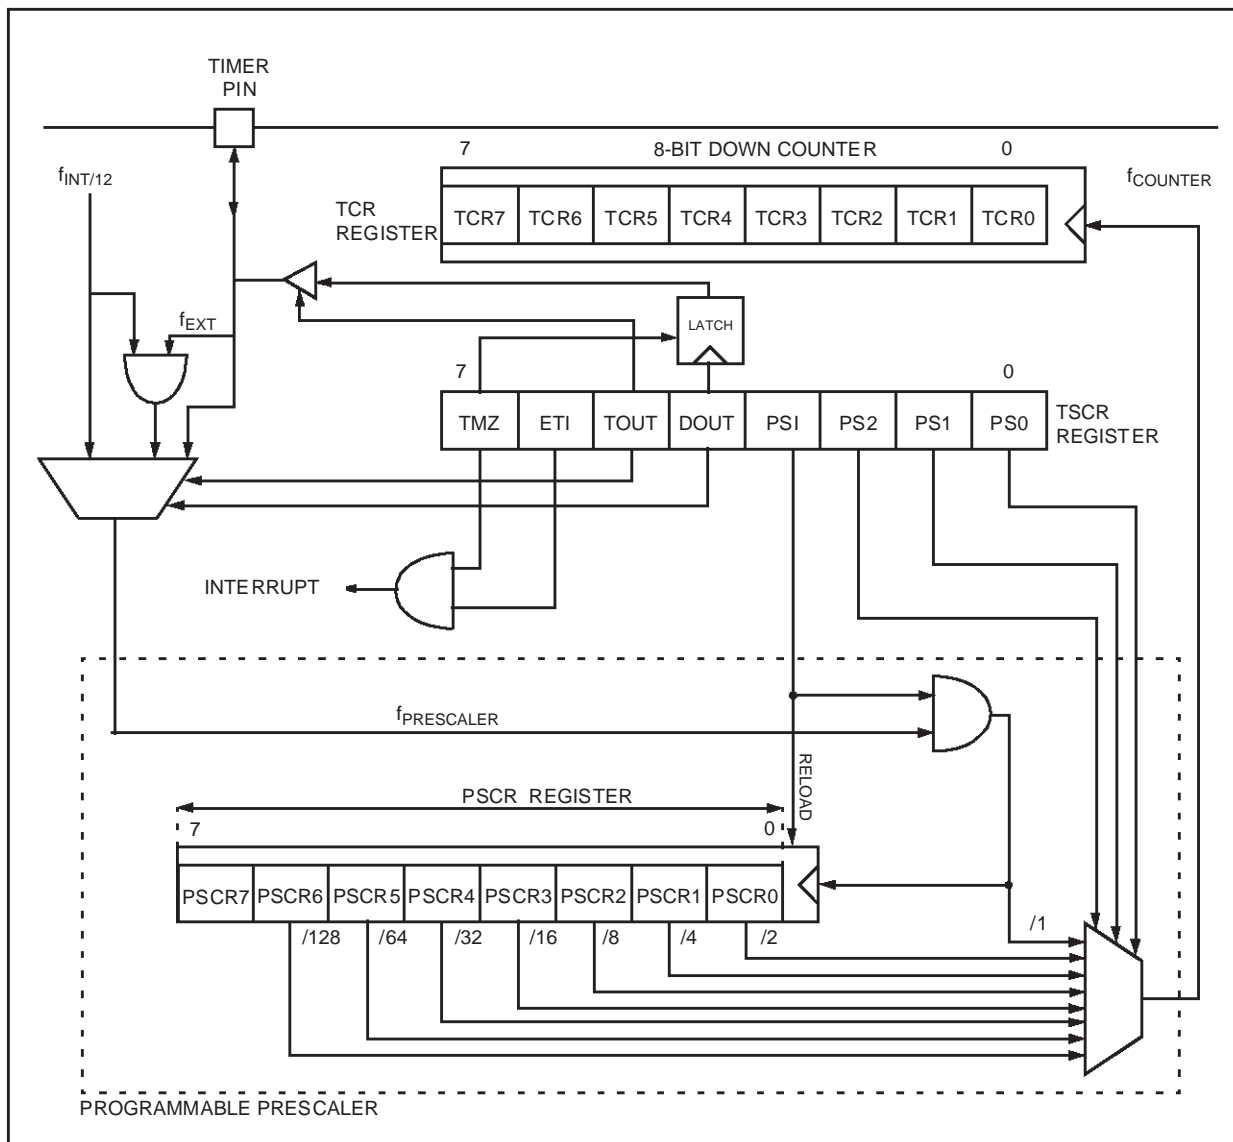 TIMER
PIN
7 8-BIT DOWN COUNTER 0
fINT/12
fCOUNTER
TCR
REGISTER
TCR7 TCR6 TCR5 TCR4 TCR3 TCR2 TCR1 TCR0
fEXT
LATCH
7 0
TMZ ETI TOUT DOUT PSI PS2 PS1 PS0
TSCR
REGISTER
INTERRUPT
fPRESCALER
RELOAD
PSCR REGISTER
7 0
PSCR7 PSCR6 PSCR5 PSCR4 PSCR3 PSCR2 PSCR1 PSCR0
/128 /64 /32 /16 /8 /4 /2 /1
PROGRAMMABLE PRESCALER